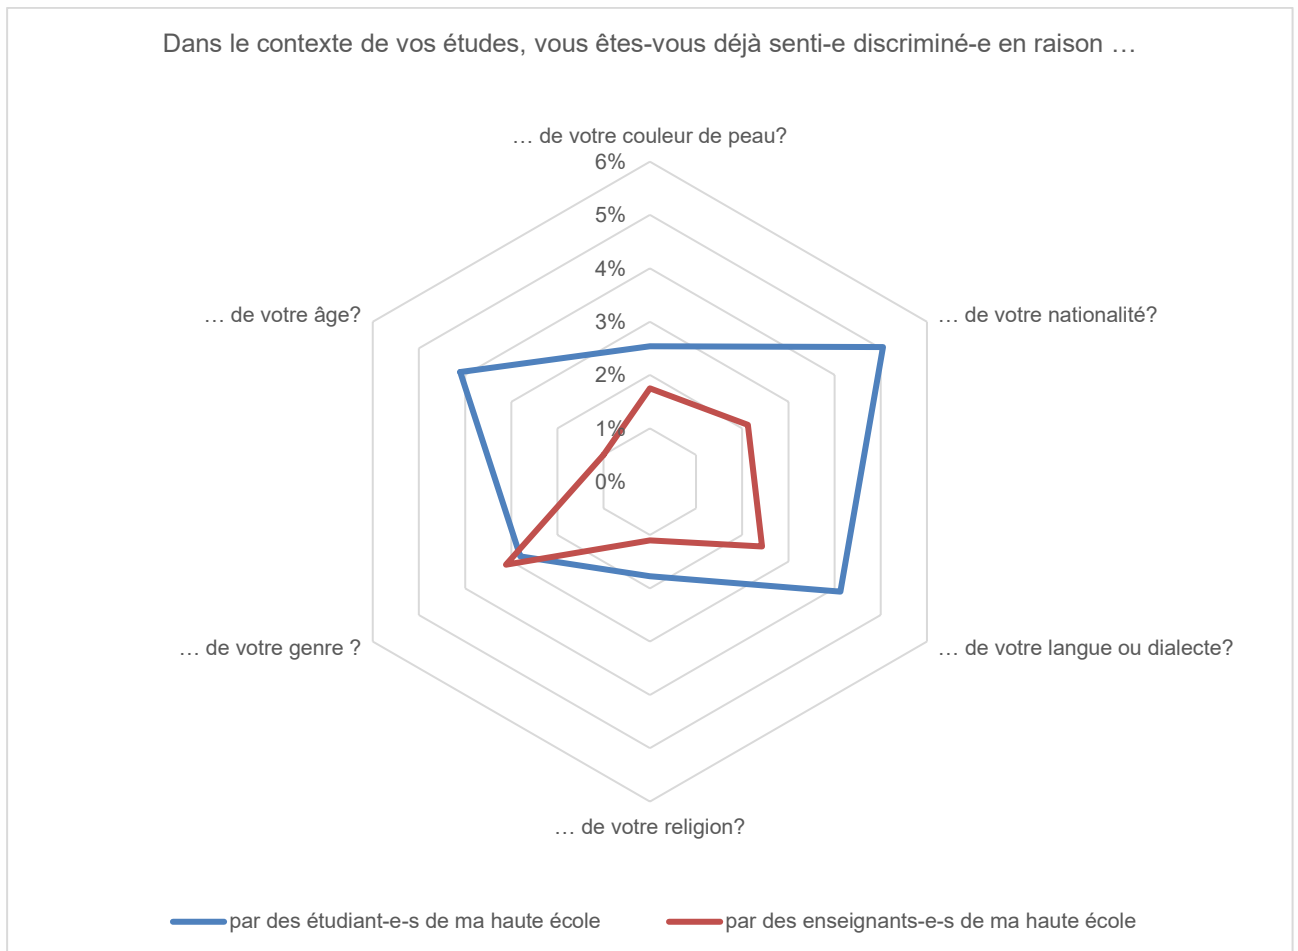 Dans le contexte de vos études, vous êtes-vous déjà senti-e discriminé-e en raison …
… de votre couleur de peau?
6%
5%
4%
… de votre âge?
3%
… de votre nationalité?
2%
1%
0%
… de votre genre ?
… de votre langue ou dialecte?
… de votre religion?
par des étudiant-e-s de ma haute école
par des enseignants-e-s de ma haute école